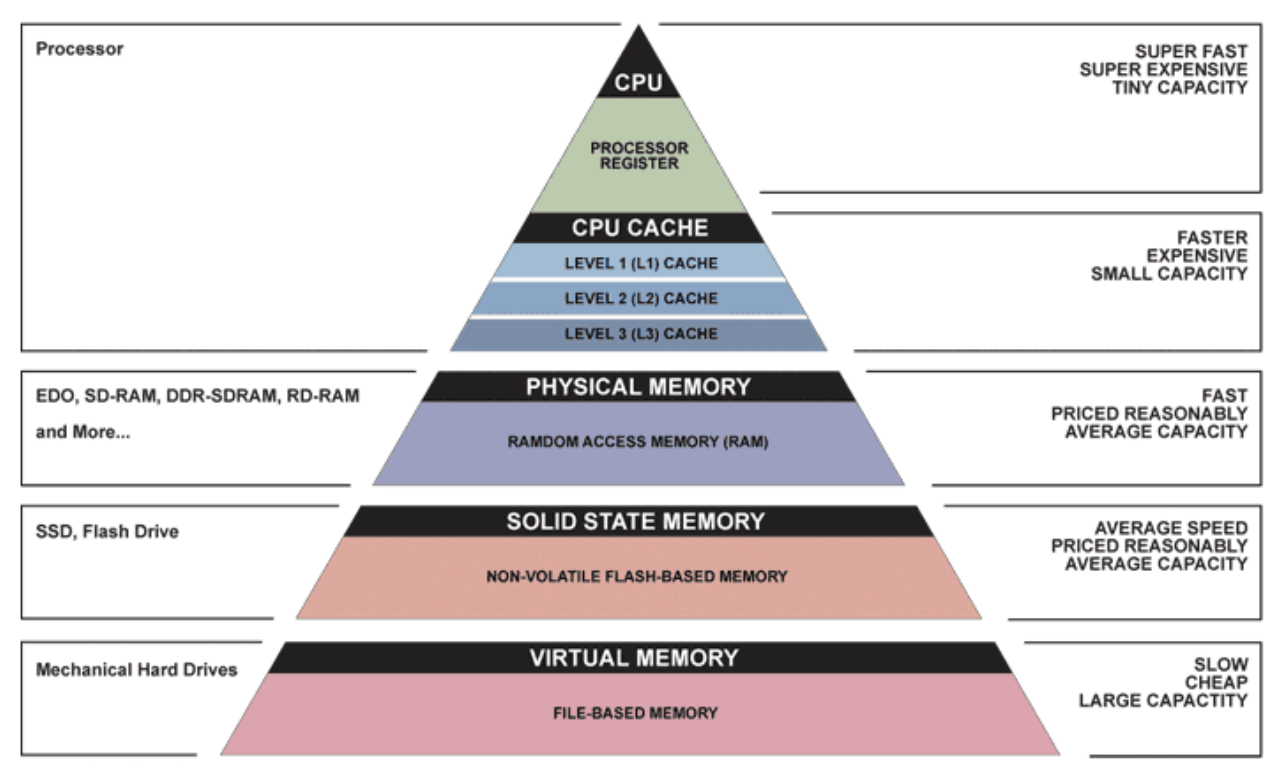 Processor
CPU
SUPER FAST
SUPER EXPENSIVE
TINY CAPACITY
PROCESSOR
REGISTER
CPU CACHE
LEVEL 1 (L1) CACHE
LEVEL 2 (L2) CACHE
LEVEL 3 (L3) CACHE
FASTER
EXPENSIVE
SMALL CAPACITY
EDO, SD-RAM, DDR-SDRAM, RD-RAM
and More...
PHYSICAL MEMORY
RAMDOM ACCESS MEMORY (RAM)
FAST
PRICED REASONABLY
AVERAGE CAPACITY
SSD, Flash Drive
SOLID STATE MEMORY
NON-VOLATILE FLASH-BASED MEMORY
AVERAGE SPEED
PRICED REASONABLY
AVERAGE CAPACITY
Mechanical Hard Drives
VIRTUAL MEMORY
FILE-BASED MEMORY
SLOW
CHEAP
LARGE CAPACTITY